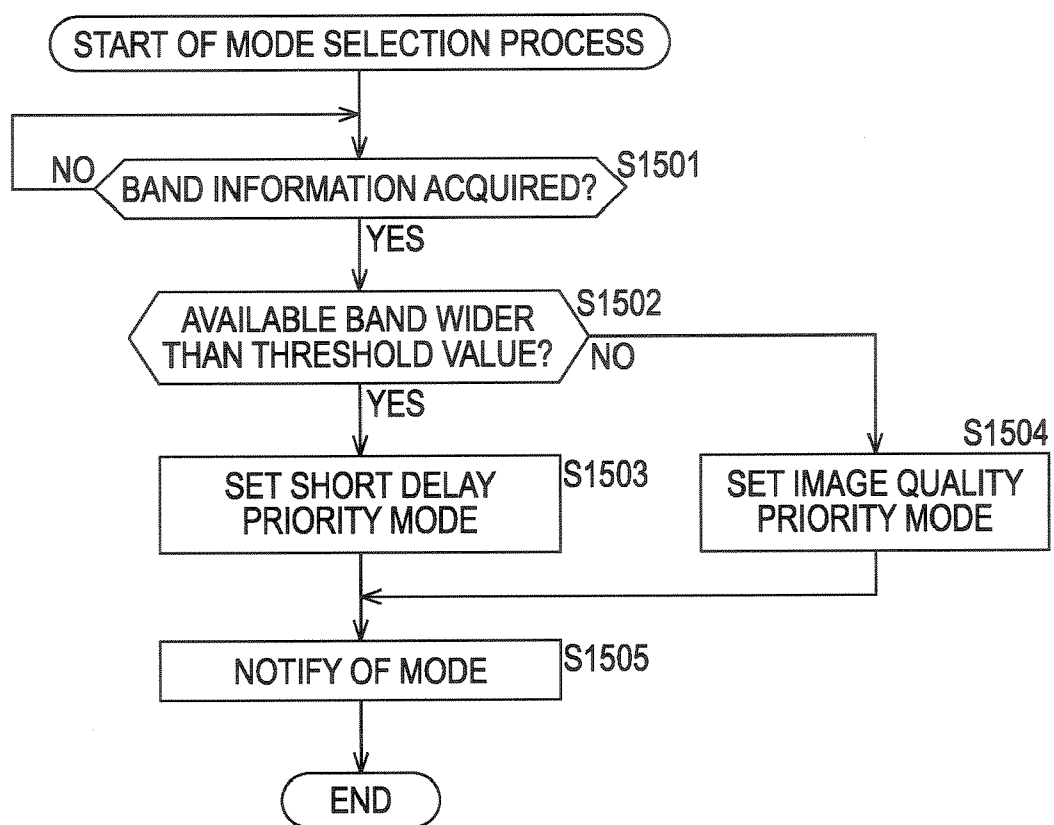 START OF MODE SELECTION PROCESS
NO
BAND INFORMATION ACQUIRED?
S1501
YES
AVAILABLE BAND WIDER
THAN THRESHOLD VALUE?
S1502
NO
YES
SET SHORT DELAY
PRIORITY MODE
S1503
S1504
SET IMAGE QUALITY
PRIORITY MODE
NOTIFY OF MODE
S1505
END